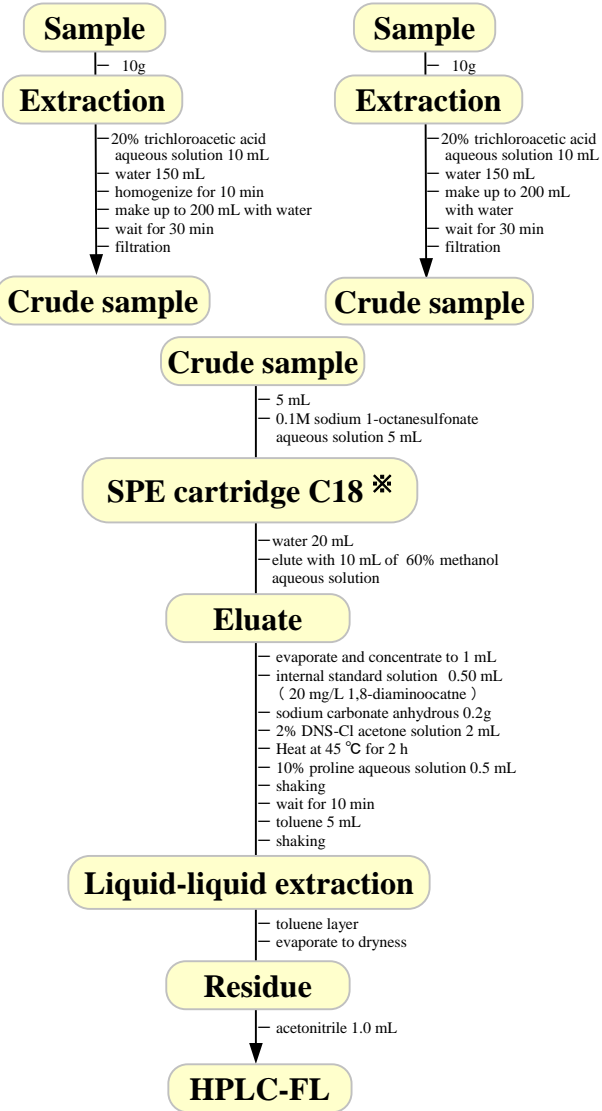 Sample
10g
Extraction
20% trichloroacetic acid
aqueous solution 10 mL
water 150 mL
homogenize for 10 min
make up to 200 mL with water
wait for 30 min
filtration
Crude sample
Sample
10g
Extraction
20% trichloroacetic acid
aqueous solution 10 mL
water 150 mL
make up to 200 mL
with water
wait for 30 min
filtration
Crude sample
Crude sample
5 mL
0.1M sodium 1-octanesulfonate
aqueous solution 5 mL
SPE cartridge C18 ※
water 20 mL
elute with 10 mL of 60% methanol
aqueous solution
Eluate
evaporate and concentrate to 1 mL
internal standard solution 0.50 mL
( 20 mg/L 1,8-diaminoocatne )
sodium carbonate anhydrous 0.2g
2% DNS-Cl acetone solution 2 mL
Heat at 45 ℃ for 2 h
10% proline aqueous solution 0.5 mL
shaking
wait for 10 min
toluene 5 mL
shaking
Liquid-liquid extraction
toluene layer
evaporate to dryness
Residue
acetonitrile 1.0 mL
HPLC-FL